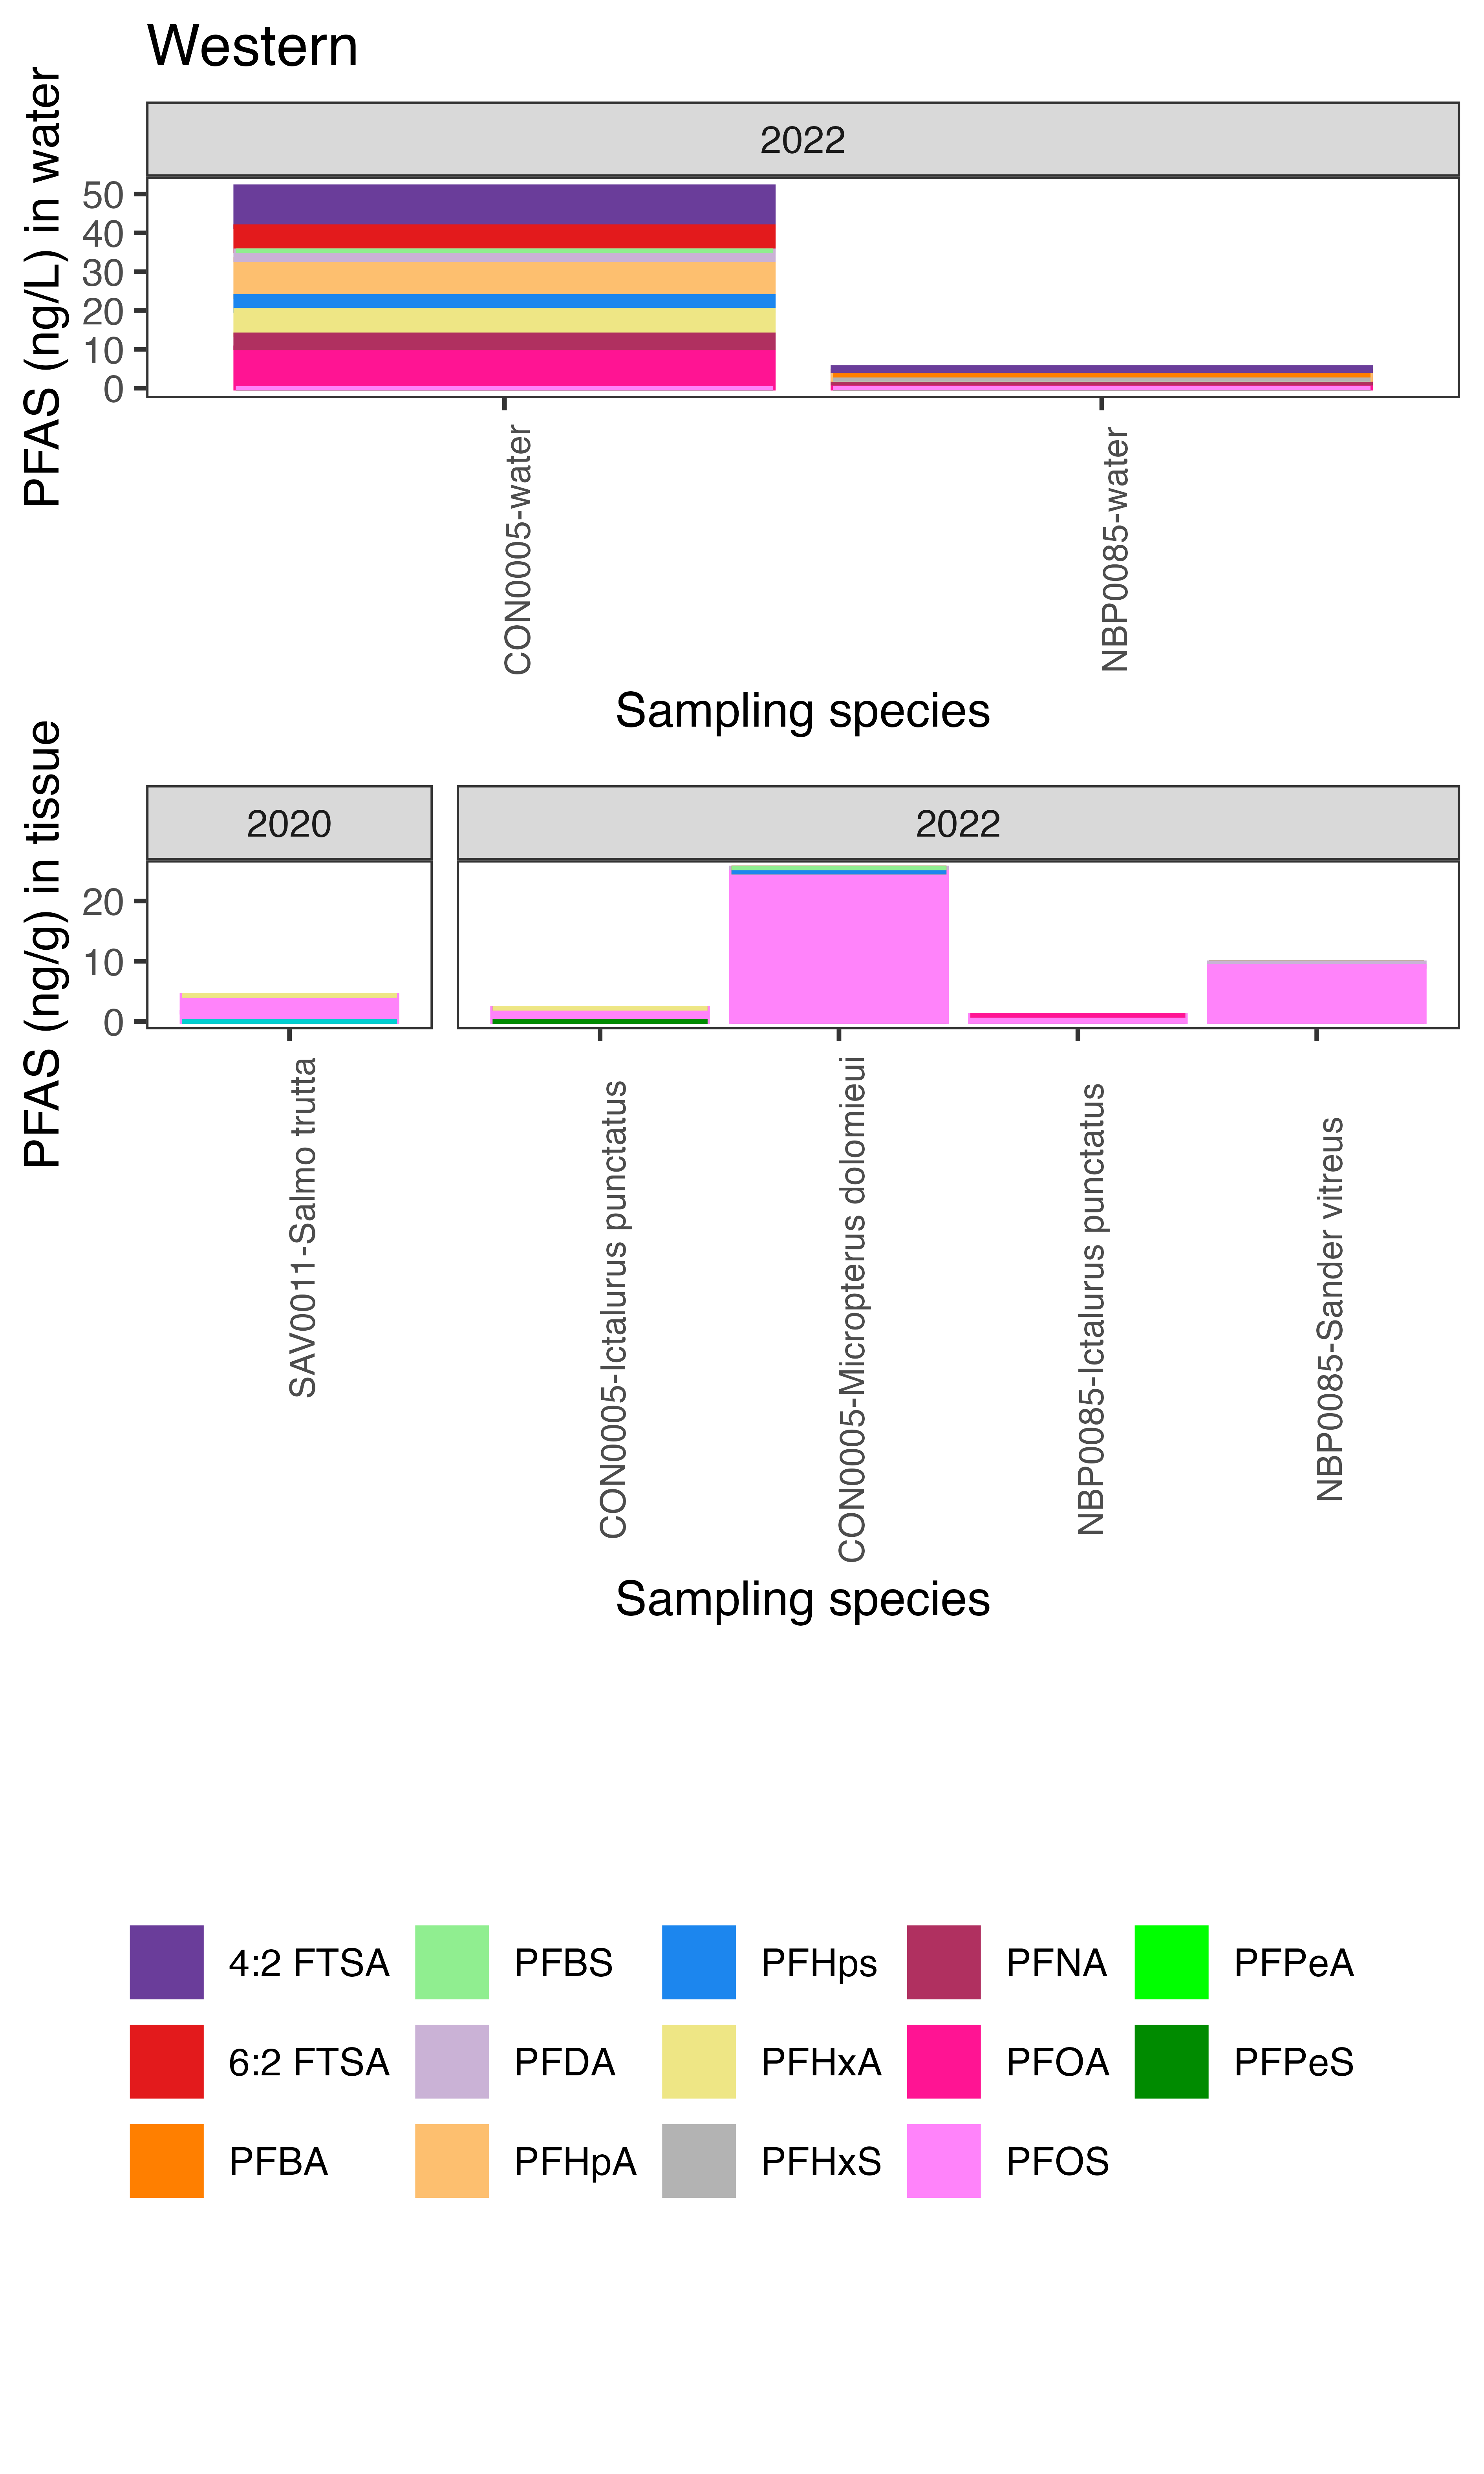 Western
PFAS (ng/L) in water
2022
50
40
30
20
10
0
CON0005-water
NBP0085-water
Sampling species
PFAS (ng/g) in tissue
2020
2022
20
10
0
SAV0011-Salmo trutta
CON0005-Ictalurus punctatus
CON0005-Micropterus dolomieui
NBP0085-Ictalurus punctatus
NBP0085-Sander vitreus
Sampling species
4:2 FTSA
PFBS
PFHps
PFNA
PFPeA
6:2 FTSA
PFDA
PFHxA
PFOA
PFPeS
PFBA
PFHpA
PFHxS
PFOS